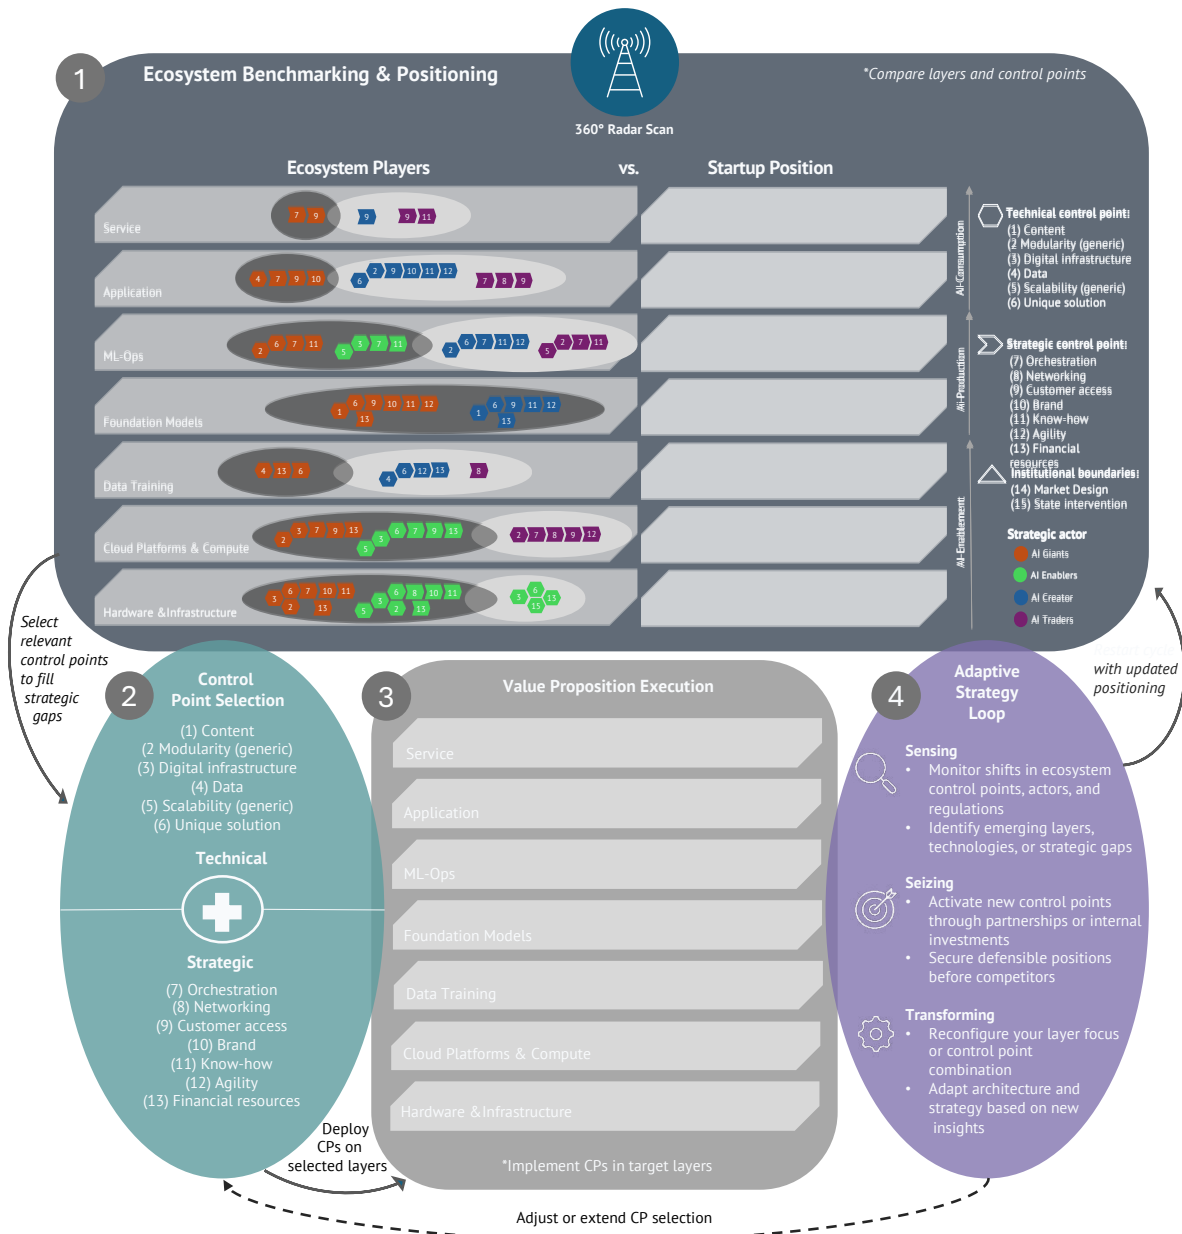 1
Ecosystem Benchmarking & Positioning
*Compare layers and control points
360° Radar Scan
Ecosystem Players
vs.
Startup Position
7 9 9 9 11
Service
4 7 9 10 6 2 9 10 11 12 7 8 9
Application
2 6 7 11 5 3 7 11 2 6 7 11 12 5 2 7 11
ML-Ops
1 6 9 10 11 12 13 1 6 9 11 12 13
Foundation Models
4 13 6 4 6 12 13 8
Data Training
2 3 7 9 13 5 3 6 7 9 13 2 7 8 9 12
Cloud Platforms & Compute
3 6 7 10 11 2 13 5 3 6 8 10 11 2 13 3 6 13 15
Hardware &Infrastructure
AI-Consumption
AI-Production
AI-Enablement
Technical control point:
(1) Content
(2 Modularity (generic)
(3) Digital infrastructure
(4) Data
(5) Scalability (generic)
(6) Unique solution
Strategic control point:
(7) Orchestration
(8) Networking
(9) Customer access
(10) Brand
(11) Know-how
(12) Agility
(13) Financial
resources
Institutional boundaries:
(14) Market Design
(15) State intervention
Strategic actor
AI Giants
AI Enablers
AI Creator
AI Traders
Select
relevant
control points
to fill
strategic
gaps
2
Control
Point Selection
(1) Content
(2 Modularity (generic)
(3) Digital infrastructure
(4) Data
(5) Scalability (generic)
(6) Unique solution
Technical
Strategic
(7) Orchestration
(8) Networking
(9) Customer access
(10) Brand
(11) Know-how
(12) Agility
(13) Financial resources
Deploy
CPs on
selected layers
3
Value Proposition Execution
Service
Application
ML-Ops
Foundation Models
Data Training
Cloud Platforms & Compute
Hardware &Infrastructure
*Implement CPs in target layers
4
Adaptive
Strategy
Loop
Sensing
• Monitor shifts in ecosystem
control points, actors, and
regulations
• Identify emerging layers,
technologies, or strategic gaps
Seizing
• Activate new control points
through partnerships or internal
investments
• Secure defensible positions
before competitors
Transforming
• Reconfigure your layer focus
or control point
combination
• Adapt architecture and
strategy based on new
insights
with updated
positioning
Adjust or extend CP selection